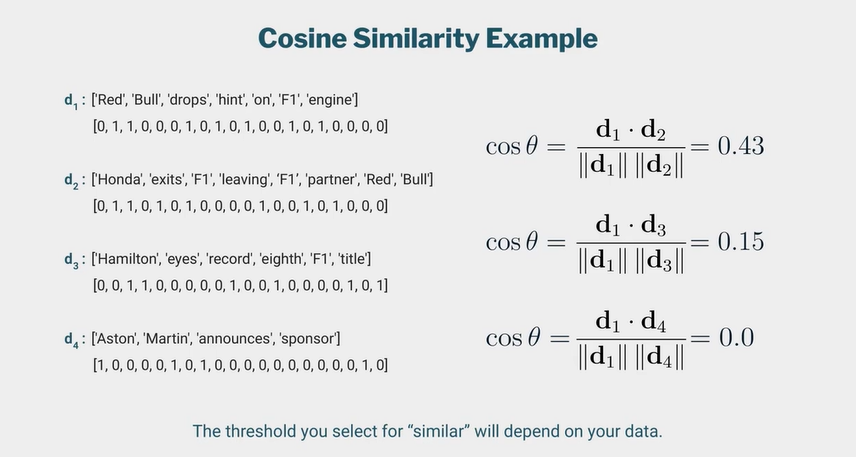 Cosine Similarity Example
d₁ : ['Red', 'Bull', 'drops', 'hint', 'on', 'F1', 'engine']
[0, 1, 1, 0, 0, 0, 1, 0, 1, 0, 1, 0, 0, 1, 0, 1, 0, 0, 0, 0]
cos θ = d₁ · d₂ / ‖d₁‖ ‖d₂‖ = 0.43
d₂ : ['Honda', 'exits', 'F1', 'leaving', ‘F1’, 'partner', 'Red', 'Bull']
[0, 1, 1, 0, 1, 0, 1, 0, 0, 0, 0, 1, 0, 0, 1, 0, 1, 0, 0, 0]
cos θ = d₁ · d₃ / ‖d₁‖ ‖d₃‖ = 0.15
d₃ : ['Hamilton', 'eyes', 'record', 'eighth', 'F1', 'title']
[0, 0, 1, 1, 0, 0, 0, 0, 0, 1, 0, 0, 1, 0, 0, 0, 0, 1, 0, 1]
cos θ = d₁ · d₄ / ‖d₁‖ ‖d₄‖ = 0.0
d₄ : ['Aston', 'Martin', 'announces', 'sponsor']
[1, 0, 0, 0, 0, 1, 0, 1, 0, 0, 0, 0, 0, 0, 0, 0, 0, 0, 1, 0]
The threshold you select for “similar” will depend on your data.